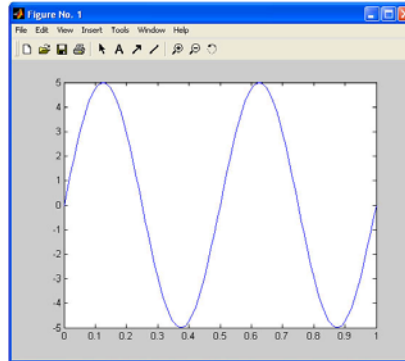 Figure No. 1
File Edit View Insert Tools Window Help
A
5
4
3
2
1
0
-1
-2
-3
-4
-5
0 0.1 0.2 0.3 0.4 0.5 0.6 0.7 0.8 0.9 1